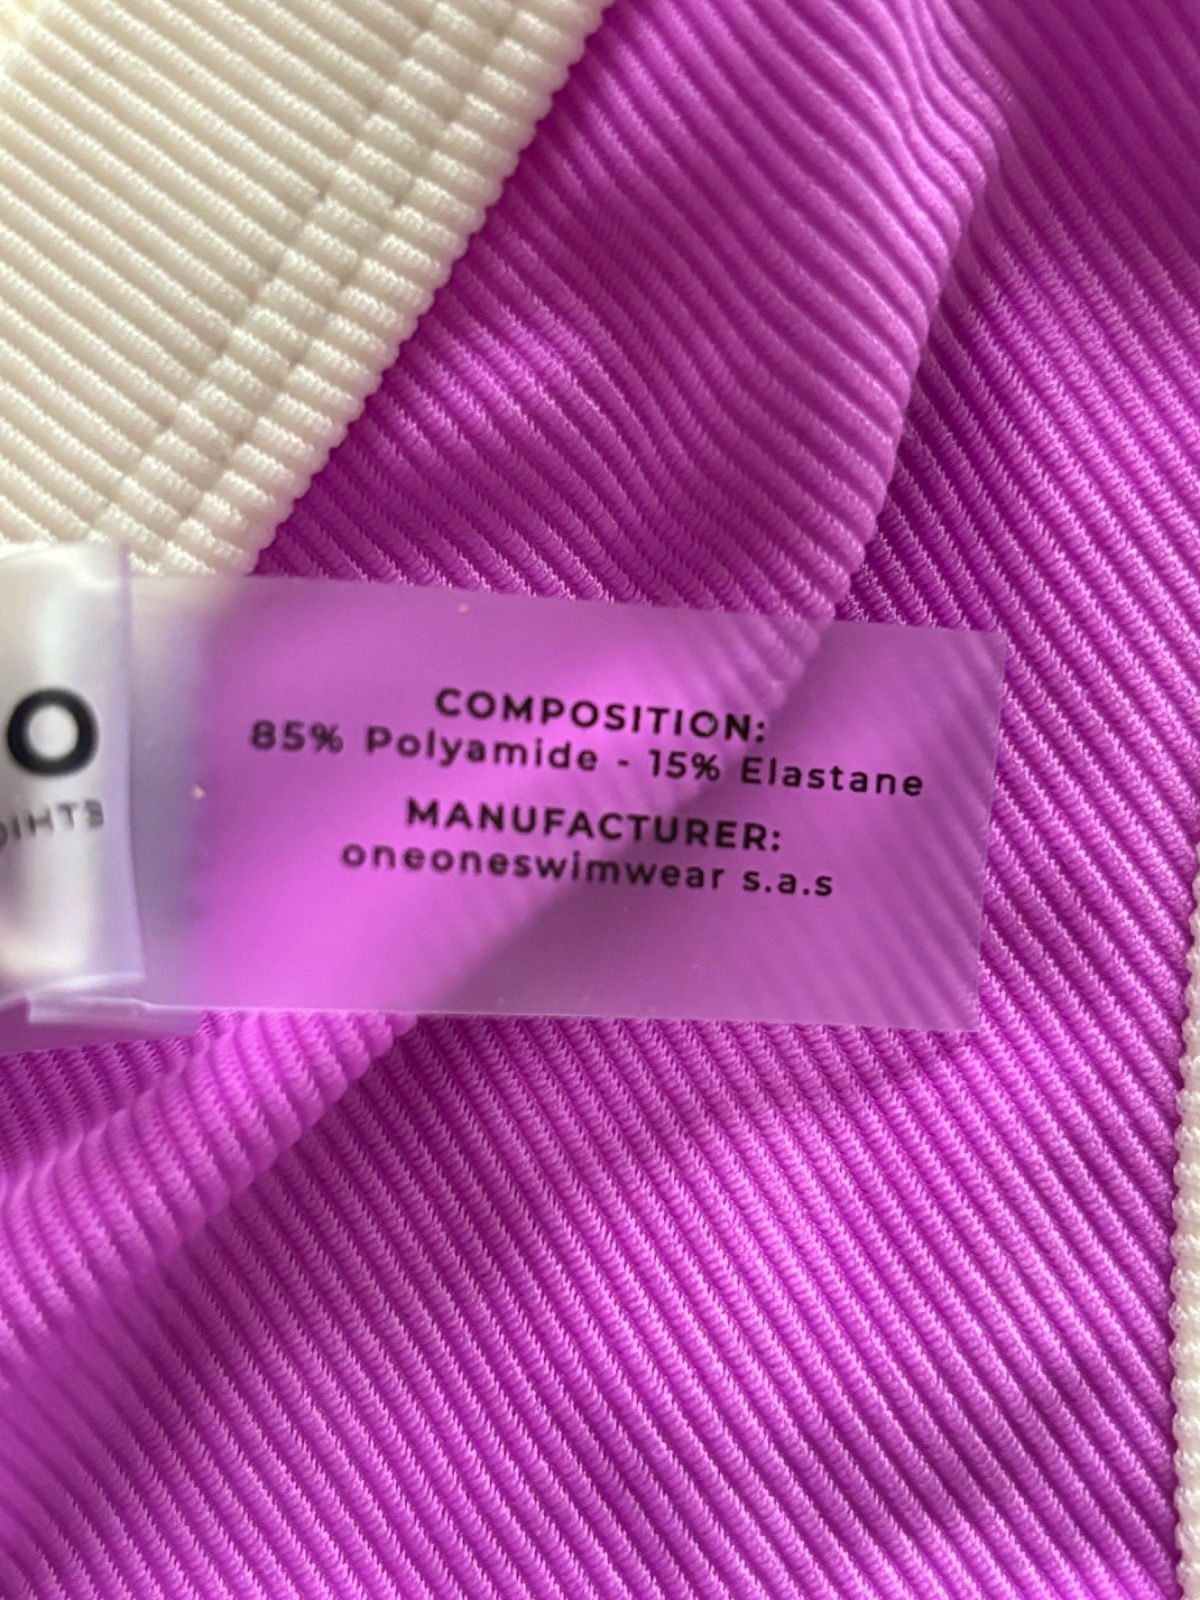 COMPOSITION:
85% Polyamide - 15% Elastane
MANUFACTURER:
oneoneswimwear s.a.s
O